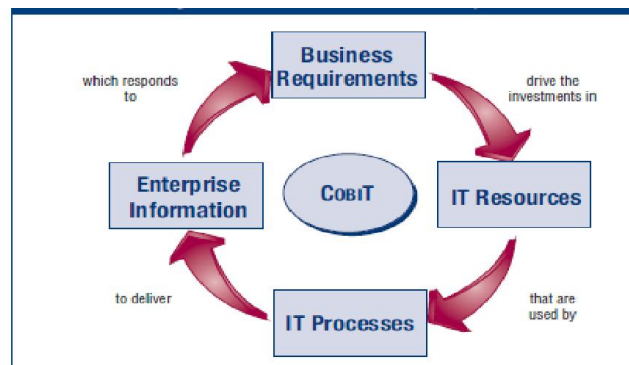 Business
Requirements
which responds
to
drive the
investments in
Enterprise
Information
COBIT
IT Resources
to deliver
IT Processes
that are
used by